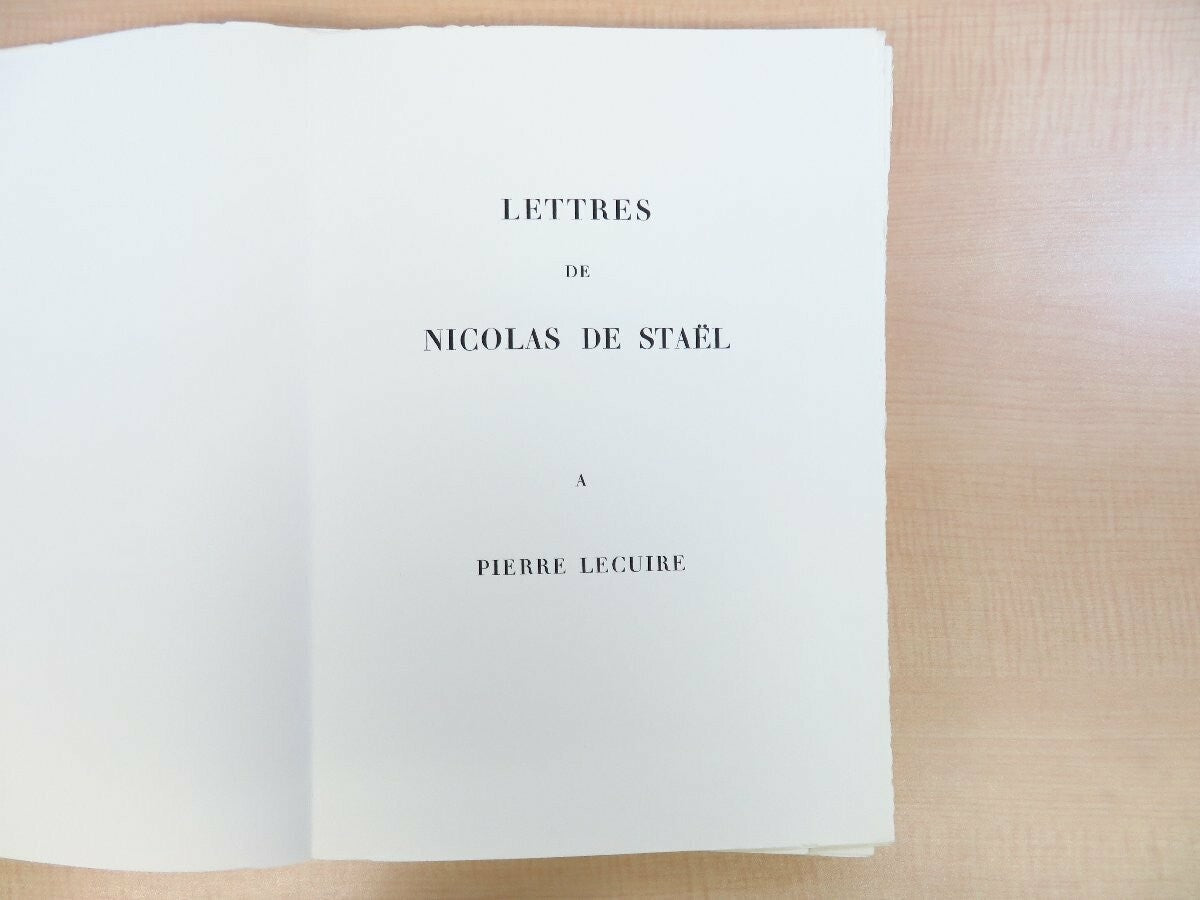 LETTRES
DE
NICOLAS DE STAËL
A
PIERRE LECUIRE